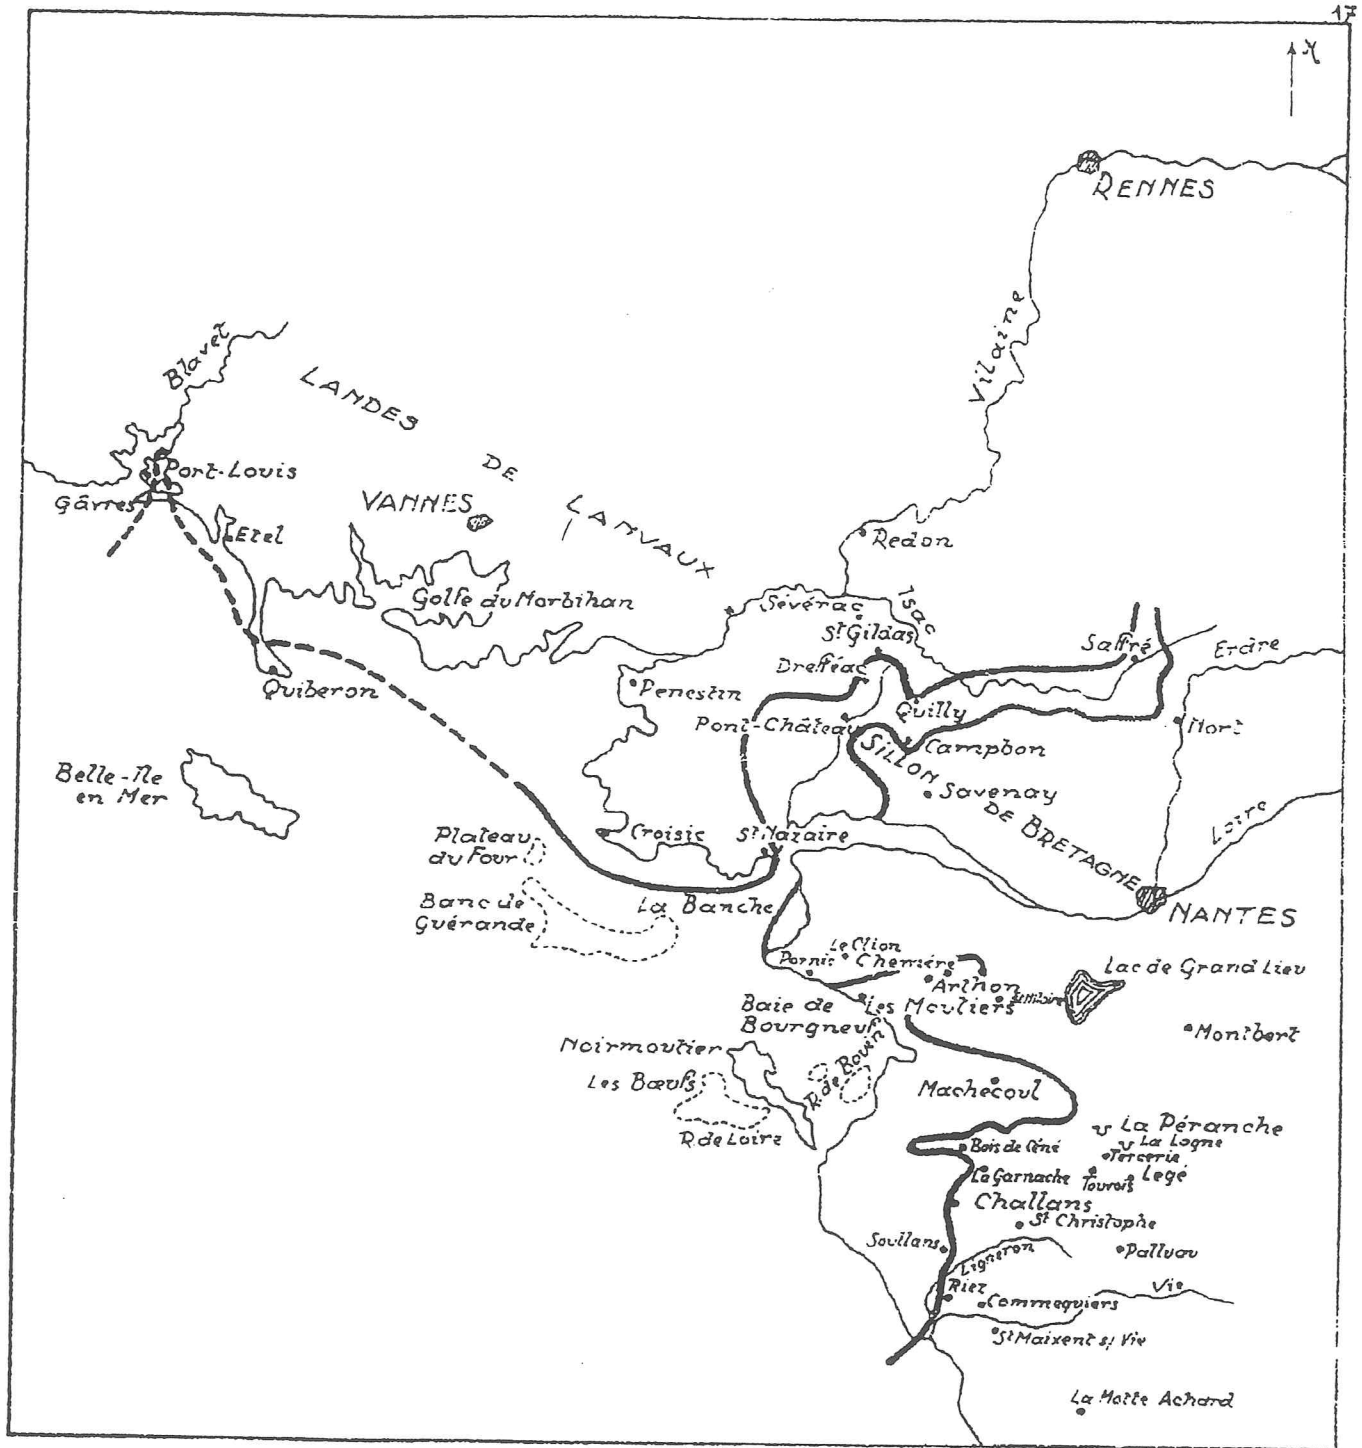 17
N
RENNES
Vilaine
Blavet
LANDES
DE
LANVAUX
Port-Louis
Gâvres
VANNES
Etel
Redon
Golfe du Morbihan
Sévérac
Isac
St Gildas
Saffré
Erdre
Drefféac
Quiberon
Penestin
Quilly
Pont-Château
Nort
Campbon
SILLON
DE BRETAGNE
Savenay
Belle-Ile
en Mer
Loire
Croisic
St Nazaire
Plateau
du Four
Banc de
Guérande
La Banche
NANTES
Le Clion
Pornic
Cheméré
Lac de Grand Lieu
Arthon
St Hilaire
Les Moutiers
Baie de
Bourgneuf
Montbert
Noirmoutier
Les Bœufs
R. de Bouin
Machecoul
R. de Loire
La Péranche
La Logne
Bois de Céné
Tercerie
La Garnache
Touvois
Legé
Challans
St Christophe
Soullans
Ligneron
Palluau
Riez
Vie
Commequiers
St Maixent s/ Vie
La Motte Achard